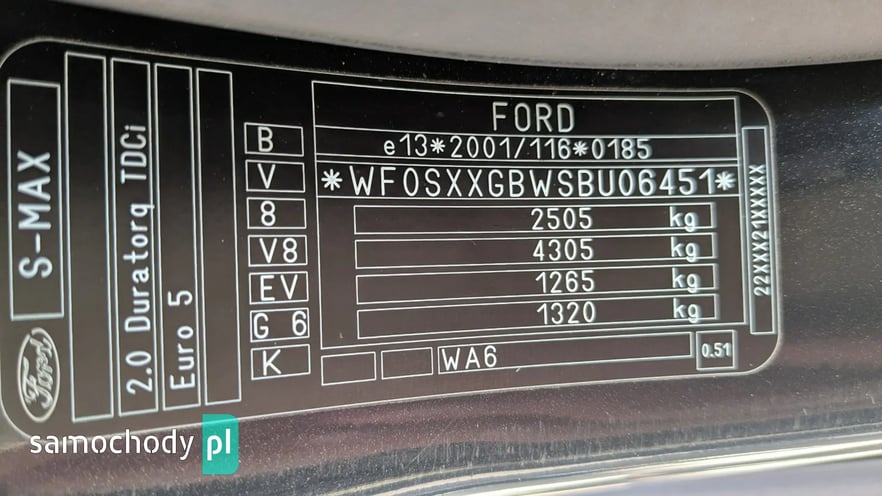 FORD
e13*2001/116*0185
*WF0SXXGBWSBU06451*
2505 kg
4305 kg
1265 kg
1320 kg
WA6
0.51
22XXX21XXXXX
B
V
8
V8
EV
G 6
K
S-MAX
2.0 Duratorq TDCi
Euro 5
Ford
samochody pl